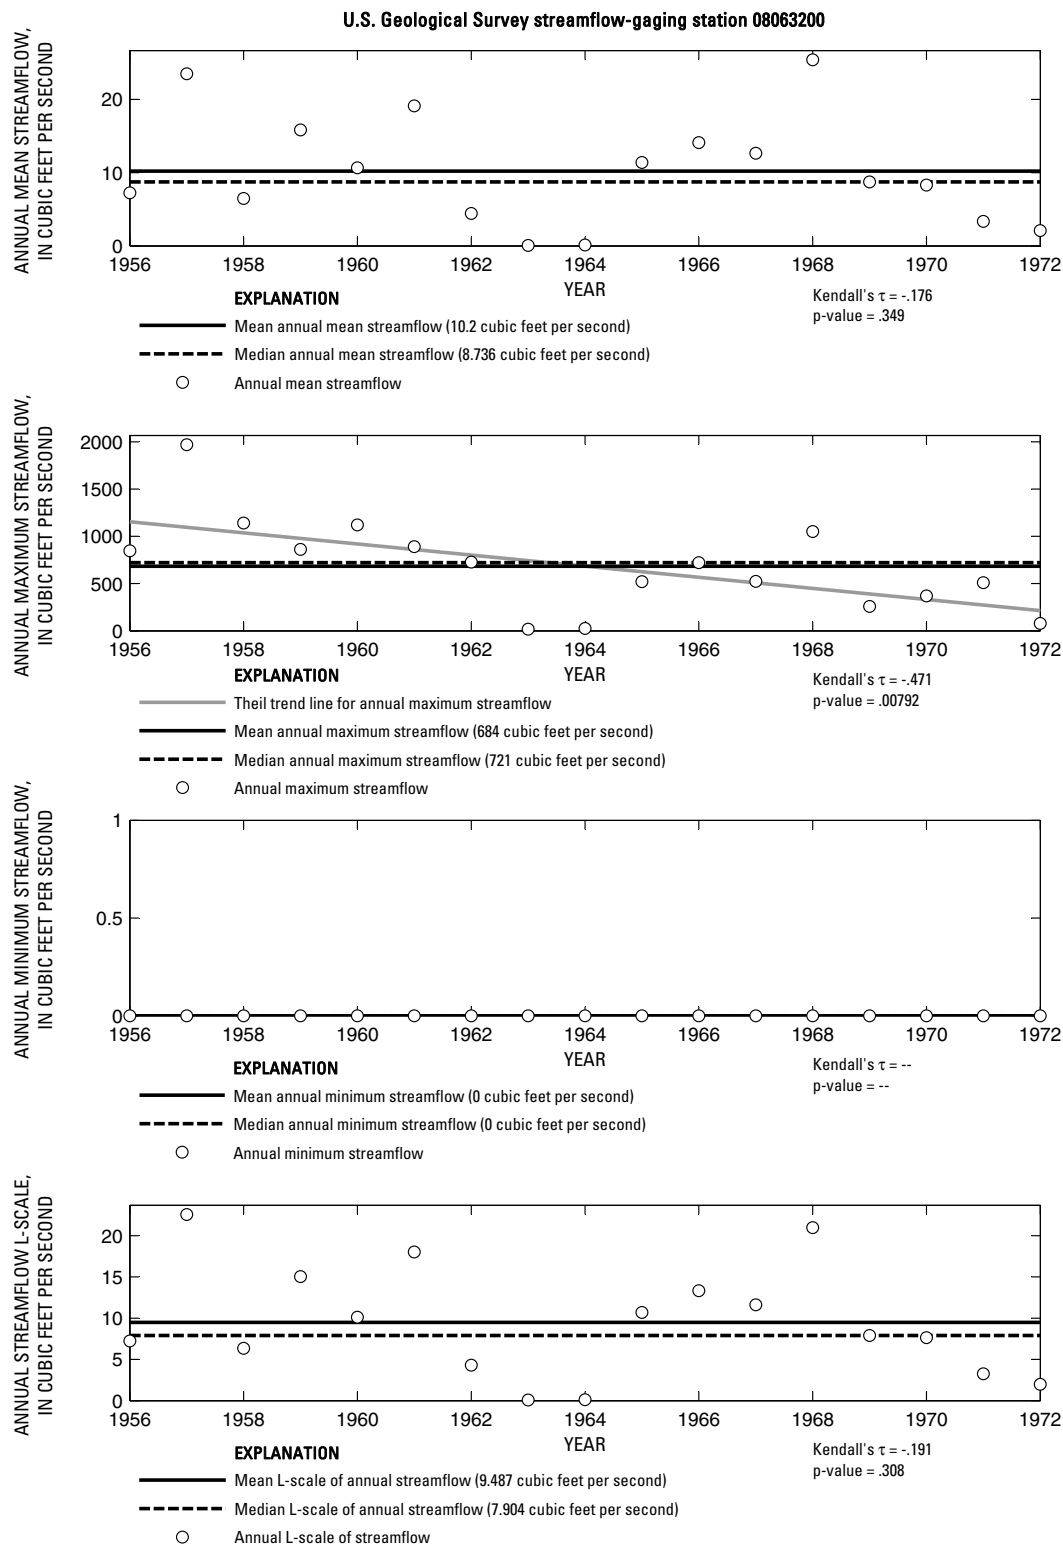 U.S. Geological Survey streamflow-gaging station 08063200
ANNUAL MEAN STREAMFLOW,
IN CUBIC FEET PER SECOND
20
10
0
1956 1958 1960 1962 1964 1966 1968 1970 1972
YEAR
Kendall's τ = -.176
p-value = .349
EXPLANATION
Mean annual mean streamflow (10.2 cubic feet per second)
Median annual mean streamflow (8.736 cubic feet per second)
Annual mean streamflow
ANNUAL MAXIMUM STREAMFLOW,
IN CUBIC FEET PER SECOND
2000
1500
1000
500
0
1956 1958 1960 1962 1964 1966 1968 1970 1972
YEAR
Kendall's τ = -.471
p-value = .00792
EXPLANATION
Theil trend line for annual maximum streamflow
Mean annual maximum streamflow (684 cubic feet per second)
Median annual maximum streamflow (721 cubic feet per second)
Annual maximum streamflow
ANNUAL MINIMUM STREAMFLOW,
IN CUBIC FEET PER SECOND
1
0.5
0
1956 1958 1960 1962 1964 1966 1968 1970 1972
YEAR
Kendall's τ = --
p-value = --
EXPLANATION
Mean annual minimum streamflow (0 cubic feet per second)
Median annual minimum streamflow (0 cubic feet per second)
Annual minimum streamflow
ANNUAL STREAMFLOW L-SCALE,
IN CUBIC FEET PER SECOND
20
15
10
5
0
1956 1958 1960 1962 1964 1966 1968 1970 1972
YEAR
Kendall's τ = -.191
p-value = .308
EXPLANATION
Mean L-scale of annual streamflow (9.487 cubic feet per second)
Median L-scale of annual streamflow (7.904 cubic feet per second)
Annual L-scale of streamflow